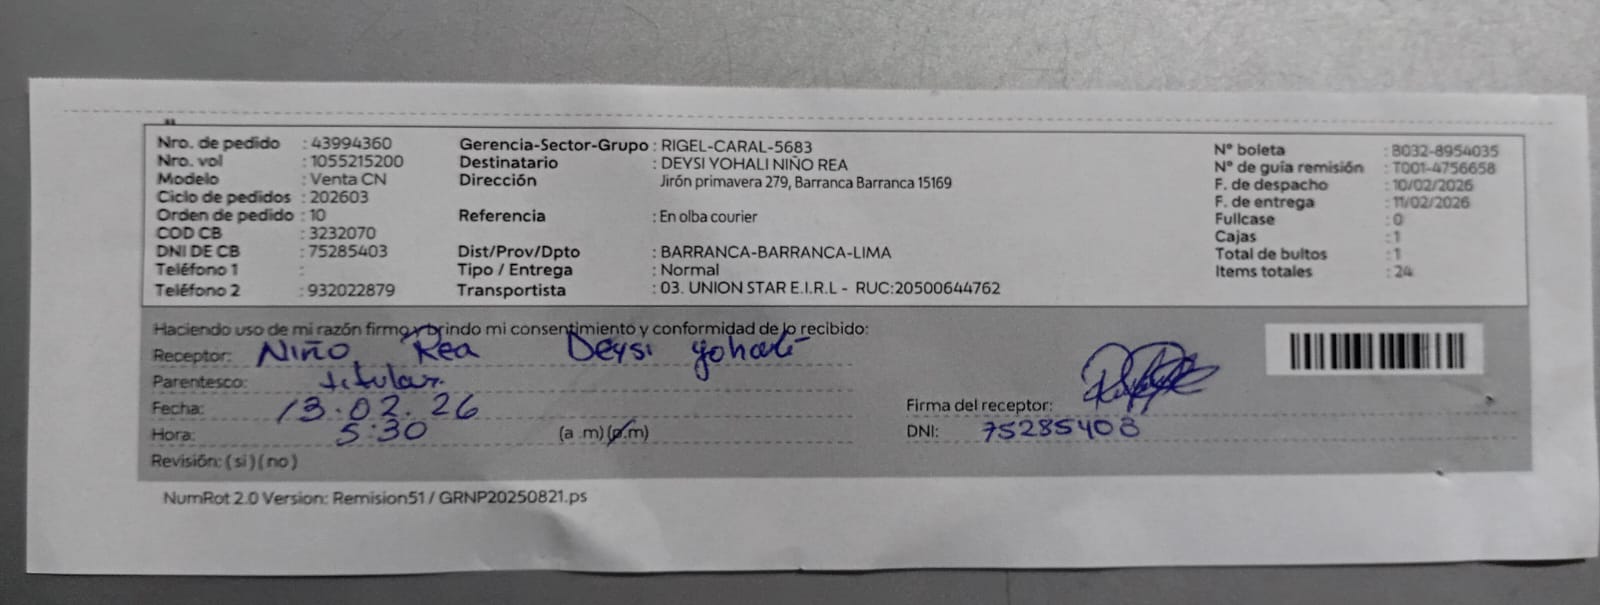 Nro. de pedido : 43994360
Nro. vol : 1055215200
Modelo : Venta CN
Ciclo de pedidos : 202603
Orden de pedido : 10
COD CB : 3232070
DNI DE CB : 75285403
Teléfono 1 :
Teléfono 2 : 932022879
Gerencia-Sector-Grupo : RIGEL-CARAL-5683
Destinatario : DEYSI YOHALI NIÑO REA
Dirección Jirón primavera 279, Barranca Barranca 15169
Referencia : En olba courier
Dist/Prov/Dpto : BARRANCA-BARRANCA-LIMA
Tipo / Entrega : Normal
Transportista : 03. UNION STAR E.I.R.L - RUC:20500644762
N° boleta : B032-8954035
N° de guía remisión : T001-4756658
F. de despacho : 10/02/2026
F. de entrega : 11/02/2026
Fullcase : 0
Cajas : 1
Total de bultos : 1
Items totales : 24
Haciendo uso de mi razón firmo y brindo mi consentimiento y conformidad de lo recibido:
Receptor: Niño Rea Deysi yohali
Parentesco: titular.
Fecha: 13.02.26
Hora: 5:30 (a .m)(p.m)
Revisión: (si)(no)
Firma del receptor:
DNI: 75285403
NumRot 2.0 Version: Remision51 / GRNP20250821.ps